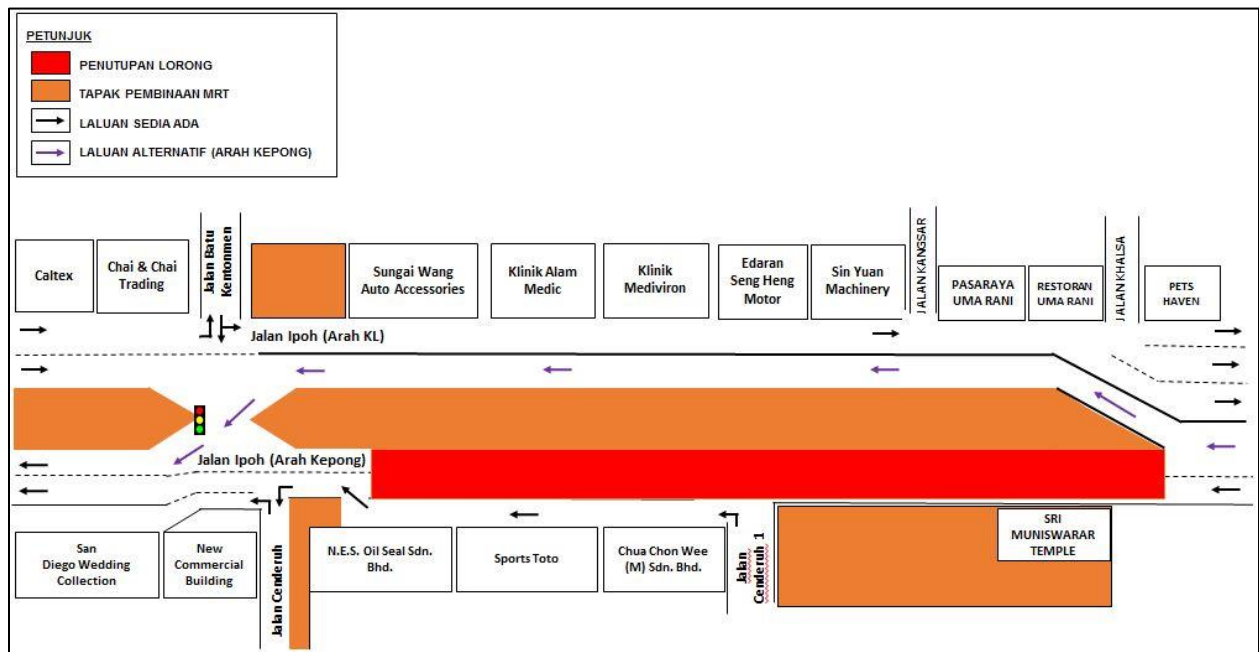 PETUNJUK
PENUTUPAN LORONG
TAPAK PEMBINAAN MRT
LALUAN SEDIA ADA
LALUAN ALTERNATIF (ARAH KEPONG)
Caltex
Chai & Chai
Trading
Jalan Batu
Kentonmen
Sungai Wang
Auto Accessories
Klinik Alam
Medic
Klinik
Mediviron
Edaran
Seng Heng
Motor
Sin Yuan
Machinery
JALAN KANGSAR
PASARAYA
UMA RANI
RESTORAN
UMA RANI
JALAN KHALSA
PETS
HAVEN
Jalan Ipoh (Arah KL)
Jalan Ipoh (Arah Kepong)
San
Diego Wedding
Collection
New
Commercial
Building
Jalan Cenderuh
N.E.S. Oil Seal Sdn.
Bhd.
Sports Toto
Chua Chon Wee
(M) Sdn. Bhd.
Jalan
Cenderuh 1
SRI
MUNISWARAR
TEMPLE